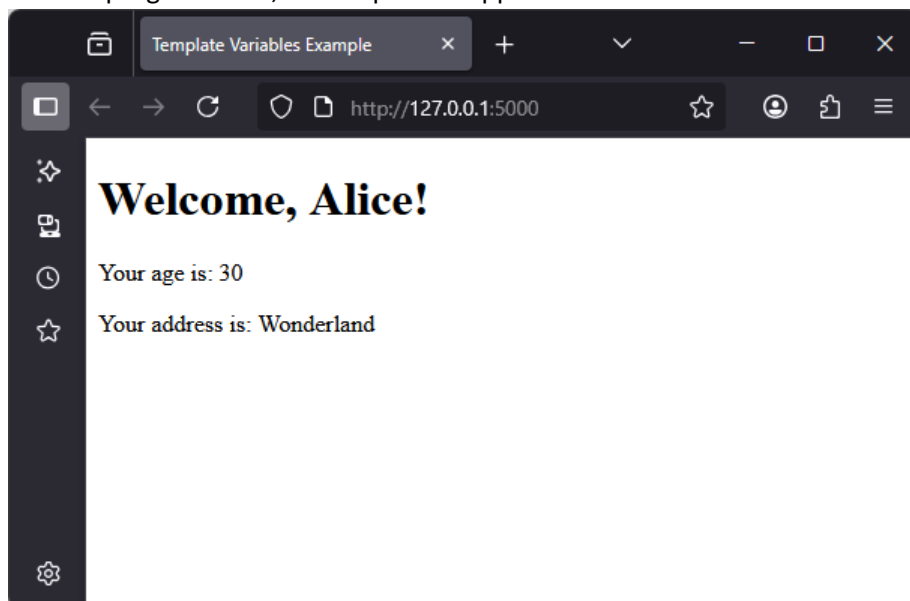 Template Variables Example
http://127.0.0.1:5000
Welcome, Alice!
Your age is: 30
Your address is: Wonderland